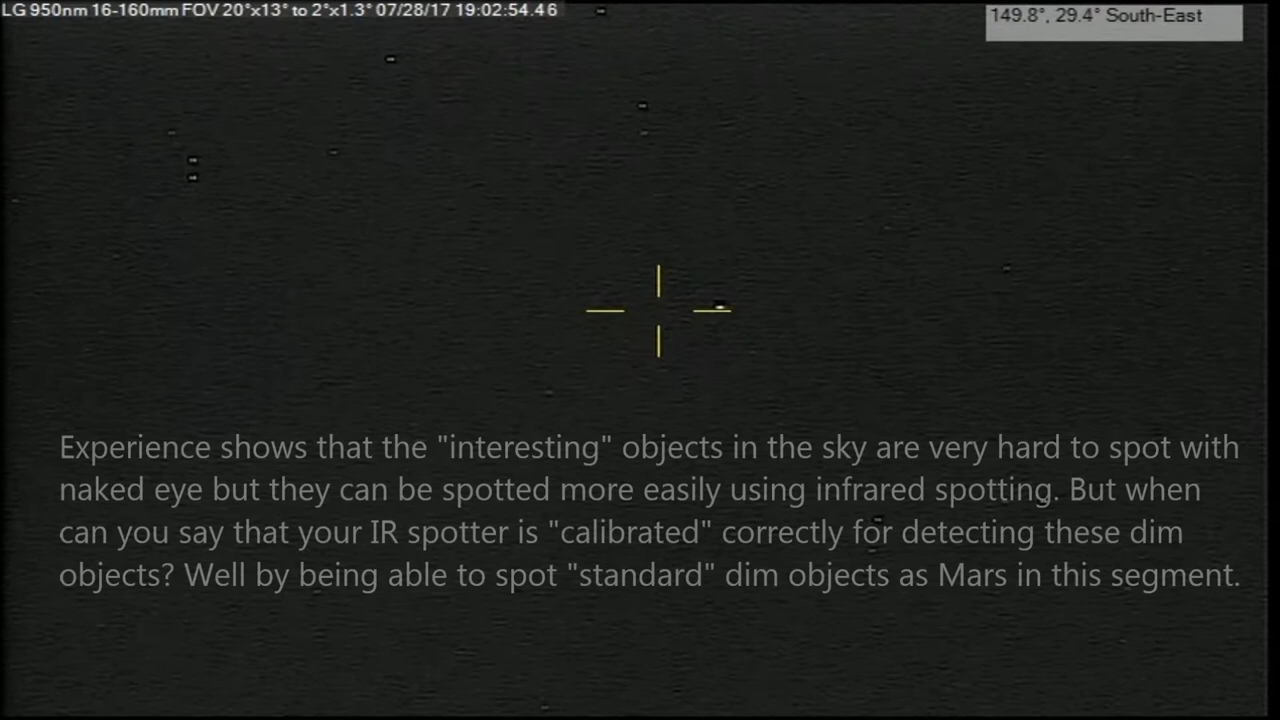 LG 950nm 16-160mm FOV 20°x13° to 2°x1.3° 07/28/17 19:02:54.46
149.8°, 29.4° South-East
Experience shows that the "interesting" objects in the sky are very hard to spot with
naked eye but they can be spotted more easily using infrared spotting. But when
can you say that your IR spotter is "calibrated" correctly for detecting these dim
objects? Well by being able to spot "standard" dim objects as Mars in this segment.